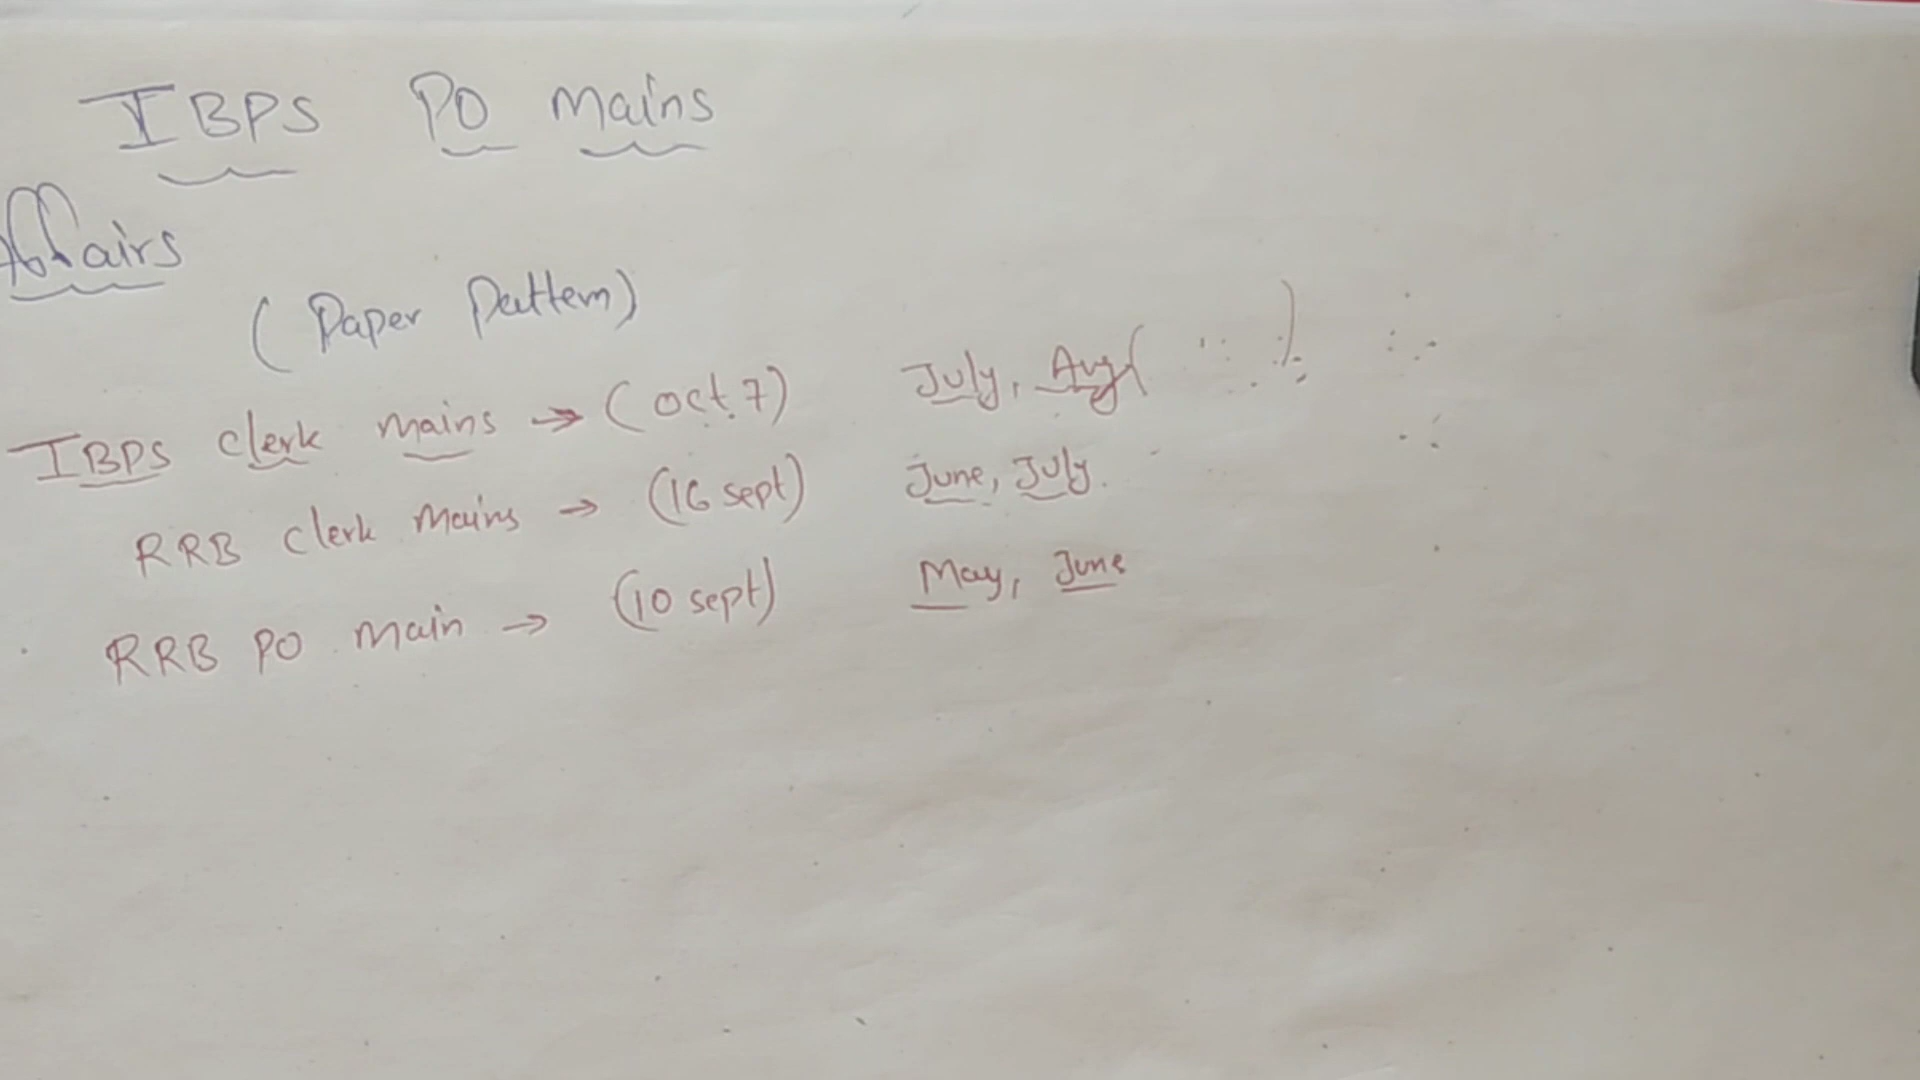 IBPS PO Mains
Affairs
(Paper Pattern)
IBPS clerk mains → (oct.7) July, Aug( )
RRB clerk Mains → (16 sept) June, July.
RRB PO Main → (10 sept) May, June